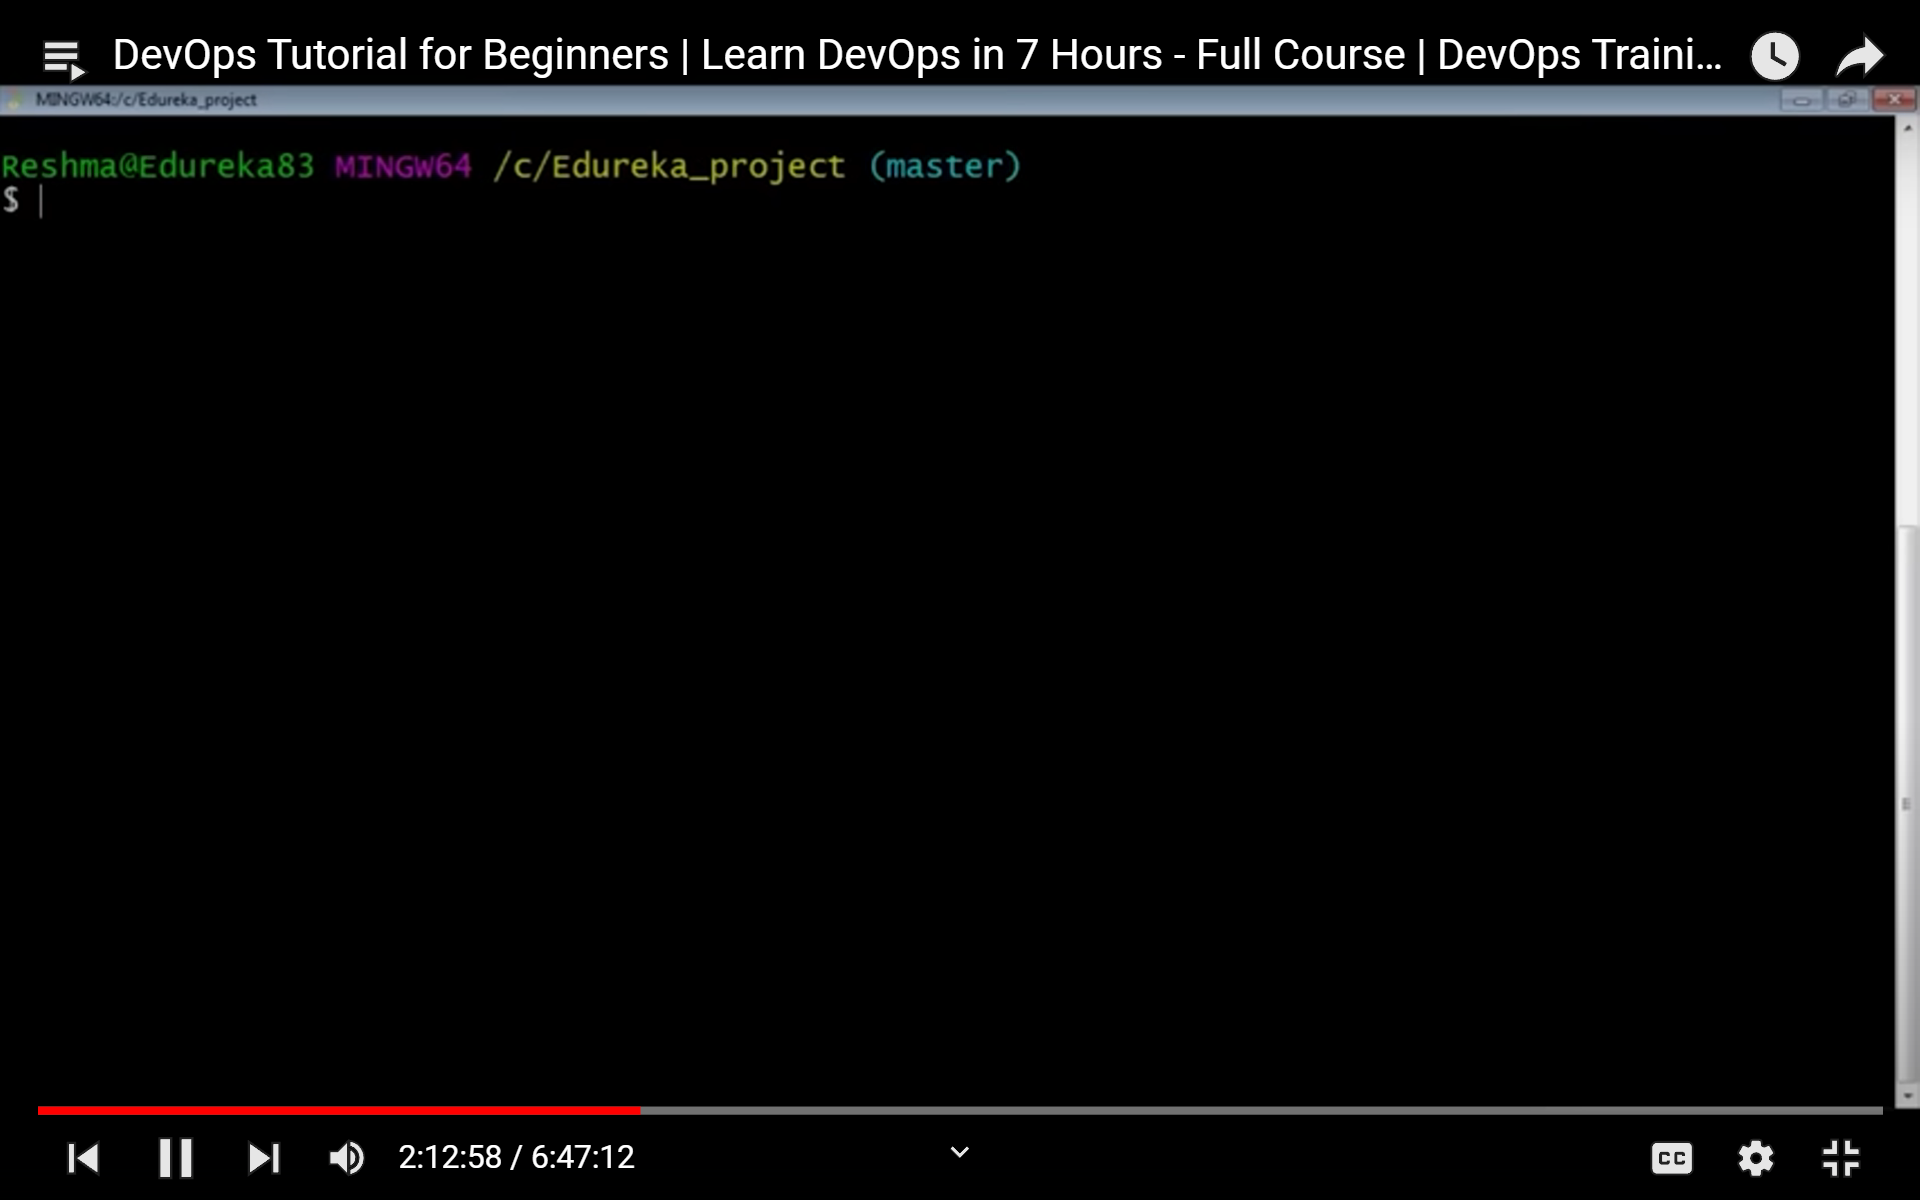 DevOps Tutorial for Beginners | Learn DevOps in 7 Hours - Full Course | DevOps Traini...
MINGW64:/c/Edureka_project
Reshma@Edureka83 MINGW64 /c/Edureka_project (master)
$
2:12:58 / 6:47:12
CC